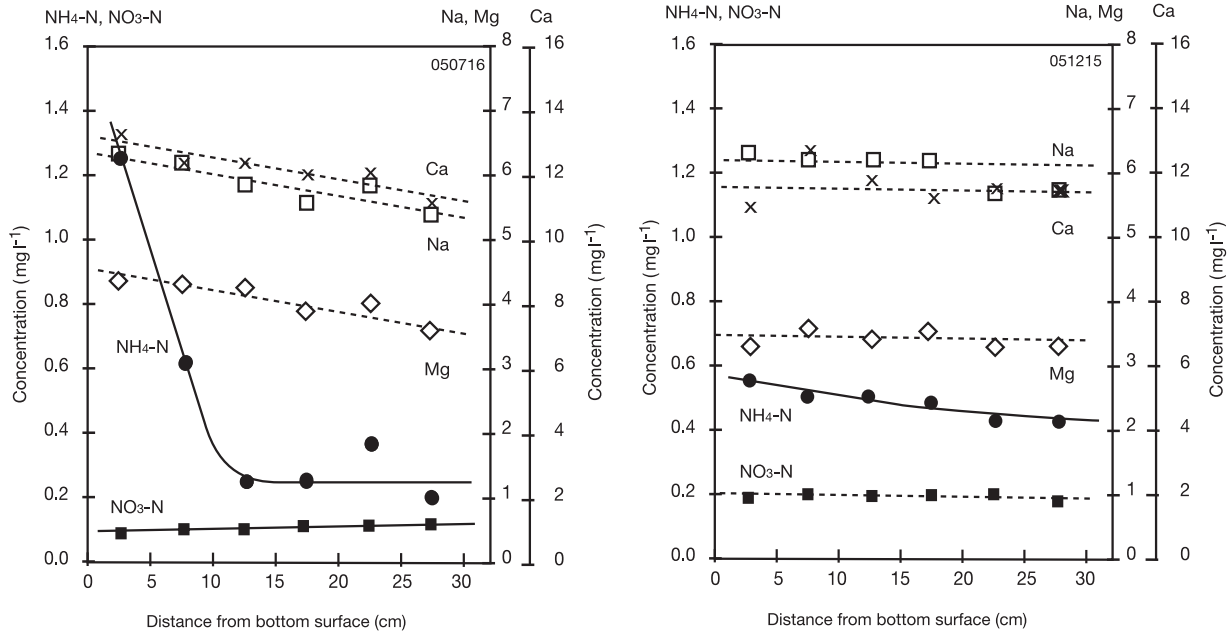 NH4-N, NO3-N Na, Mg Ca
1.6 8 16
050716
1.4 7 14
1.2 6 12
Ca
Na
1.0 5 10
0.8 4 8
NH4-N
Mg
0.6 3 6
0.4 2 4
NO3-N
0.2 1 2
0.0 0 0
0 5 10 15 20 25 30
Distance from bottom surface (cm)
Concentration (mg l-1)
Concentration (mg l-1)
NH4-N, NO3-N Na, Mg Ca
1.6 8 16
051215
1.4 7 14
Na
1.2 6 12
Ca
1.0 5 10
0.8 4 8
Mg
0.6 3 6
NH4-N
0.4 2 4
NO3-N
0.2 1 2
0.0 0 0
0 5 10 15 20 25 30
Distance from bottom surface (cm)
Concentration (mg l-1)
Concentration (mg l-1)